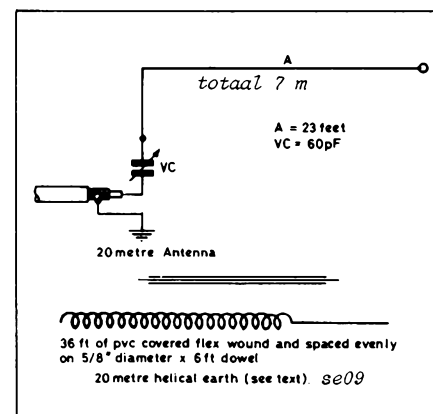 A
totaal 7 m
A = 23 feet
VC = 60pF
VC
20 metre Antenna
36 ft of pvc covered flex wound and spaced evenly
on 5/8" diameter x 6 ft dowel
20 metre helical earth (see text). se09